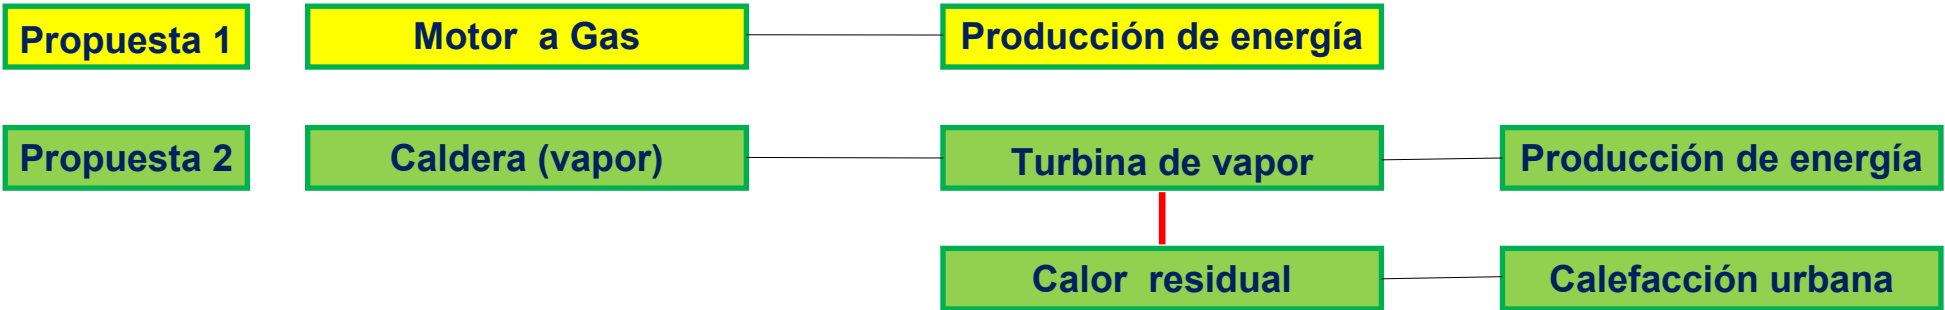 Propuesta 1
Motor a Gas
Producción de energía
Propuesta 2
Caldera (vapor)
Turbina de vapor
Producción de energía
Calor residual
Calefacción urbana